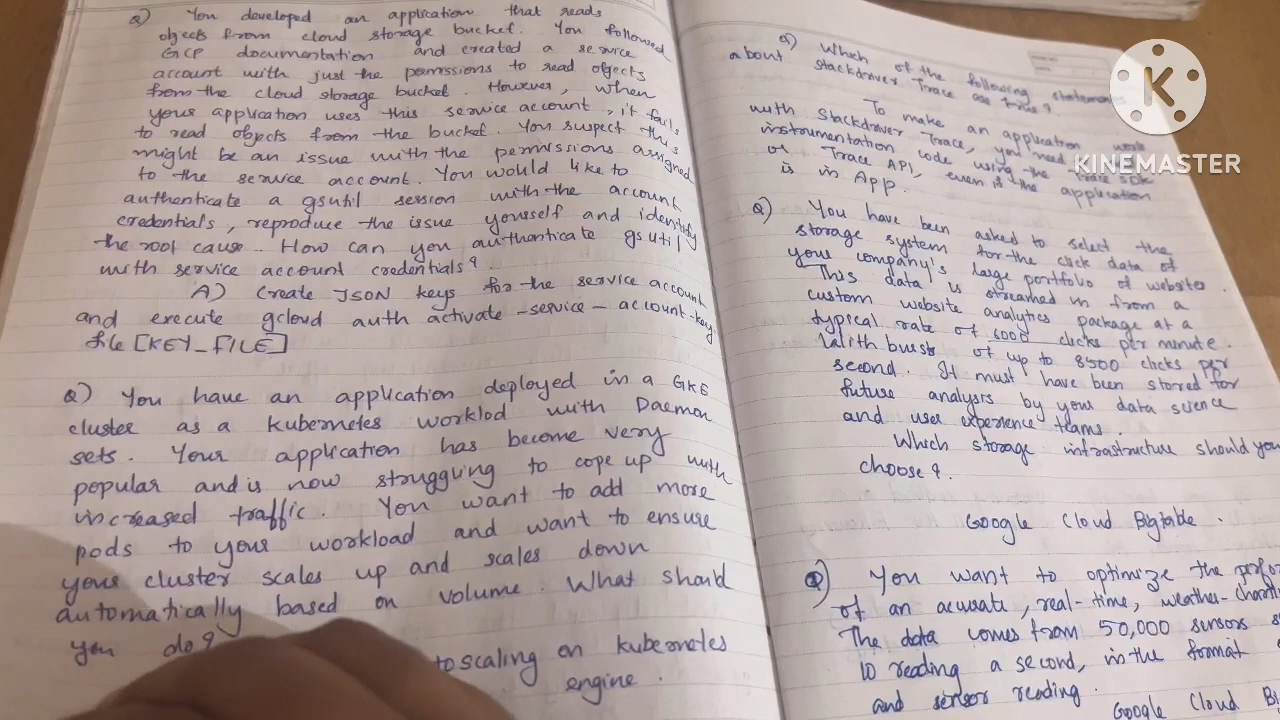 Q) You developed an application that reads
objects from cloud storage bucket. You followed
GCP documentation and created a service
account with just the permissions to read objects
from the cloud storage bucket. However, when
your application uses this service account, it fails
to read objects from the bucket. You suspect this
might be an issue with the permissions assigned
to the service account. You would like to
authenticate a gsutil session with the account
credentials, reproduce the issue yourself and identify
the root cause. How can you authenticate gsutil
with service account credentials?
A) Create JSON keys for the service account
and execute gcloud auth activate-service-account-key.
file [KEY_FILE]
Q) You have an application deployed in a GKE
cluster as a Kubernetes worklod with Daemon
sets. Your application has become very
popular and is now struggling to cope up with
increased traffic. You want to add more
pods to your workload and want to ensure
your cluster scales up and scales down
automatically based on volume. What should
you do?
toscaling on kubernetes
engine.
Q) Which of the following statements
about stackdriver Trace are true?
To make an application work
with stackdriver Trace, you need
instrumentation code using the Trace SDK
or Trace API, even if the application
is in App.
Q) You have been asked to select the
storage system for the click data of
your company's large portfolio of websites.
This data is streamed in from a
custom website analytics package at a
typical rate of 6000 clicks per minute.
With bursts of up to 8500 clicks per
second. It must have been stored for
future analysis by your data science
and user experience teams.
Which storage infrastructure should you
choose?
Google Cloud Bigtable.
Q) You want to optimize the
of an accurate, real-time, weather-
The data comes from 50,000 sensors
10 reading a second, in the format
and sensor reading.
Google Cloud
KINEMASTER